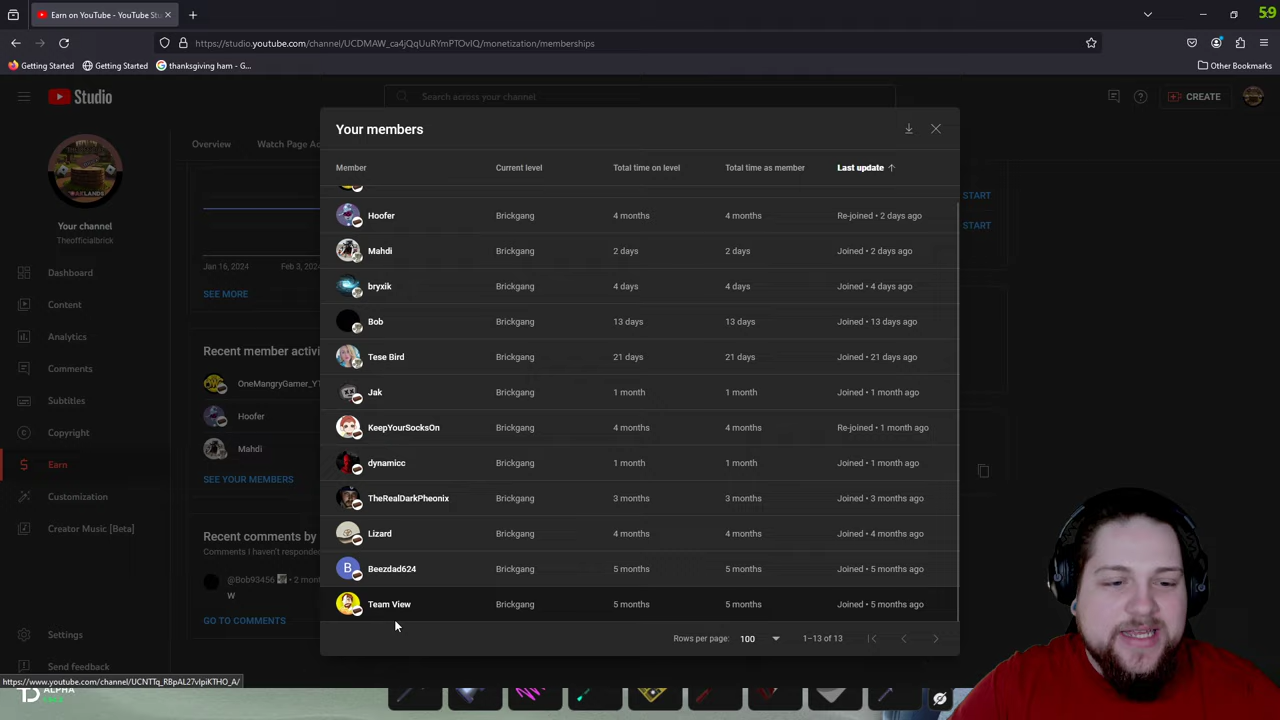 Earn on YouTube - YouTube Stu
59
https://studio.youtube.com/channel/UCDMAW_ca4jQqUuRYmPTOvIQ/monetization/memberships
Getting Started
Getting Started
thanksgiving ham - G...
Other Bookmarks
Studio
Search across your channel
CREATE
Your members
Overview
Watch Page Ad
Member
Current level
Total time on level
Total time as member
Last update
START
Hoofer
Brickgang
4 months
4 months
Re-joined • 2 days ago
START
Your channel
Theofficialbrick
Mahdi
Brickgang
2 days
2 days
Joined • 2 days ago
Jan 16, 2024
Feb 3, 2024
Dashboard
bryxik
Brickgang
4 days
4 days
Joined • 4 days ago
SEE MORE
Content
Bob
Brickgang
13 days
13 days
Joined • 13 days ago
Analytics
Recent member activi
Tese Bird
Brickgang
21 days
21 days
Joined • 21 days ago
Comments
OneMangryGamer_YT
Jak
Brickgang
1 month
1 month
Joined • 1 month ago
Subtitles
Hoofer
KeepYourSocksOn
Brickgang
4 months
4 months
Re-joined • 1 month ago
Copyright
Mahdi
dynamicc
Brickgang
1 month
1 month
Joined • 1 month ago
Earn
SEE YOUR MEMBERS
TheRealDarkPheonix
Brickgang
3 months
3 months
Joined • 3 months ago
Customization
Creator Music [Beta]
Recent comments by
Comments I haven't responde
Lizard
Brickgang
4 months
4 months
Joined • 4 months ago
@Bob93456
• 2 mont
W
B
Beezdad624
Brickgang
5 months
5 months
Joined • 5 months ago
GO TO COMMENTS
Team View
Brickgang
5 months
5 months
Joined • 5 months ago
Settings
Rows per page:
100
1–13 of 13
Send feedback
https://www.youtube.com/channel/UCNTTq_RBpAL27vIpiKTHO_A/
ALPHA